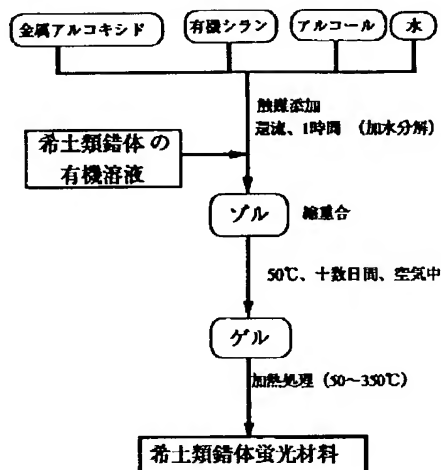 金属アルコキシド
有機シラン
アルコール
水
触媒添加
還流、1時間 (加水分解)
希土類錯体の
有機溶液
ゾル
縮重合
50℃、十数日間、空気中
ゲル
加熱処理 (50～350℃)
希土類錯体蛍光材料